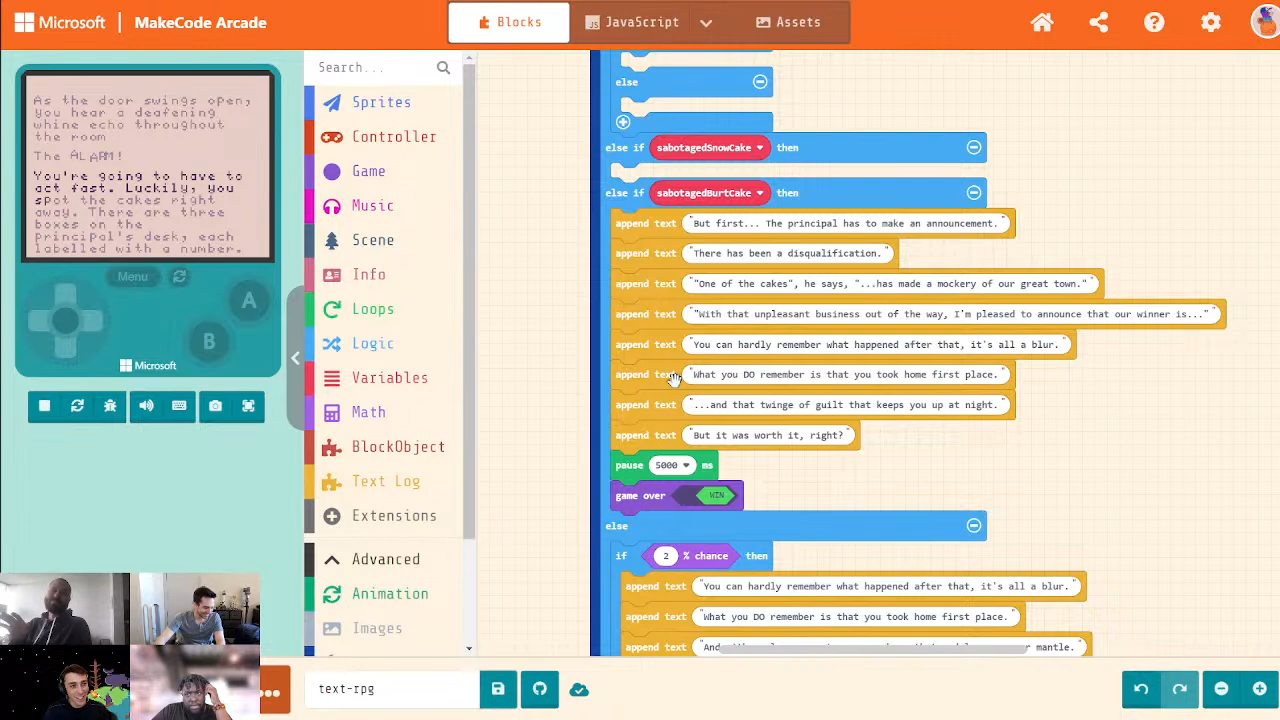 Microsoft | MakeCode Arcade
Blocks
JavaScript
Assets
As the door swings open,
you hear a deafening
whine echo throughout
the room
The ALARM!
You're going to have to
act fast. Luckily, you
spot the cakes right
away. There are three
boxes on the
principal's desk, each
labelled with a number.
Menu
A
B
Microsoft
Search...
Sprites
Controller
Game
Music
Scene
Info
Loops
Logic
Variables
Math
BlockObject
Text Log
Extensions
Advanced
Animation
Images
else
else if sabotagedSnowCake then
else if sabotagedBurtCake then
append text "But first... The principal has to make an announcement."
append text "There has been a disqualification."
append text ""One of the cakes", he says, "...has made a mockery of our great town.""
append text ""With that unpleasant business out of the way, I'm pleased to announce that our winner is...""
append text "You can hardly remember what happened after that, it's all a blur."
append text "What you DO remember is that you took home first place."
append text "...and that twinge of guilt that keeps you up at night."
append text "But it was worth it, right?"
pause 5000 ms
game over WIN
else
if 2 % chance then
append text "You can hardly remember what happened after that, it's all a blur."
append text "What you DO remember is that you took home first place."
append text "And mantle."
text-rpg